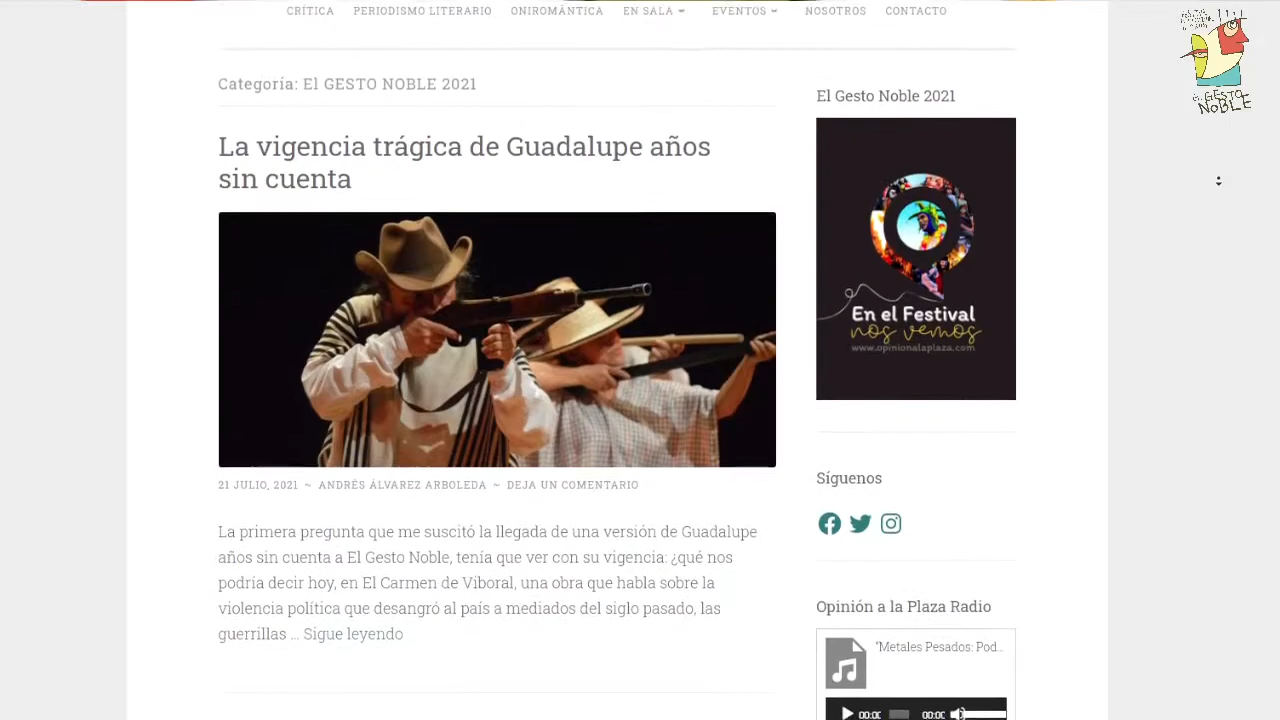 CRÍTICA PERIODISMO LITERARIO ONIROMÁNTICA EN SALA EVENTOS NOSOTROS CONTACTO
EL GESTO NOBLE
Categoría: El GESTO NOBLE 2021
La vigencia trágica de Guadalupe años
sin cuenta
21 JULIO, 2021 ~ ANDRÉS ÁLVAREZ ARBOLEDA ~ DEJA UN COMENTARIO
La primera pregunta que me suscitó la llegada de una versión de Guadalupe
años sin cuenta a El Gesto Noble, tenía que ver con su vigencia: ¿qué nos
podría decir hoy, en El Carmen de Viboral, una obra que habla sobre la
violencia política que desangró al país a mediados del siglo pasado, las
guerrillas ... Sigue leyendo
El Gesto Noble 2021
En el Festival
nos vemos
www.opinionalaplaza.com
Síguenos
Opinión a la Plaza Radio
"Metales Pesados: Pod...
00:00 00:00